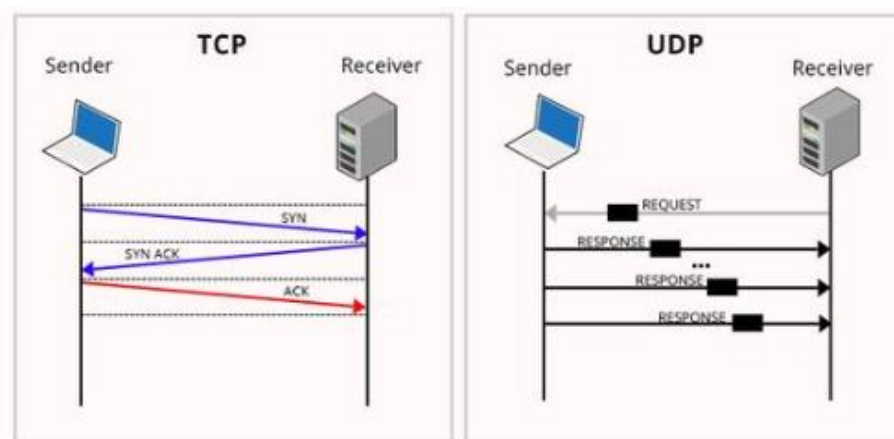 TCP
Sender
Receiver
SYN
SYN ACK
ACK
UDP
Sender
Receiver
REQUEST
RESPONSE
...
RESPONSE
RESPONSE